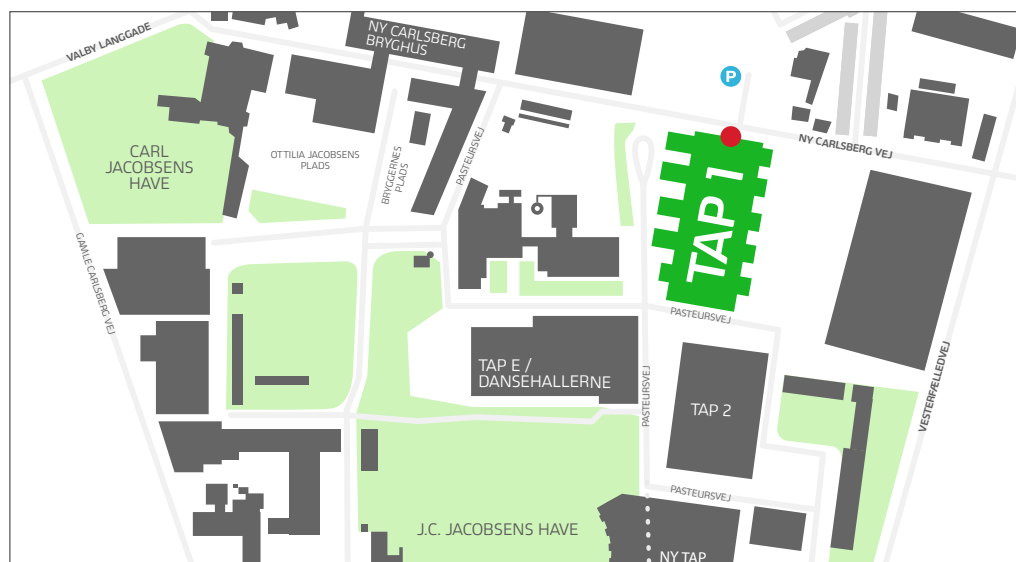 VALBY LANGGADE
NY CARLSBERG
BRYGHUS
P
NY CARLSBERG VEJ
CARL
JACOBSENS
HAVE
OTTILIA JACOBSENS
PLADS
BRYGGERNES
PLADS
PASTEURSVEJ
TAP 1
GAMLE CARLSBERG VEJ
PASTEURSVEJ
TAP E /
DANSEHALLERNE
PASTEURSVEJ
TAP 2
VESTERFÆLLEDVEJ
PASTEURSVEJ
J.C. JACOBSENS HAVE
NY TAP